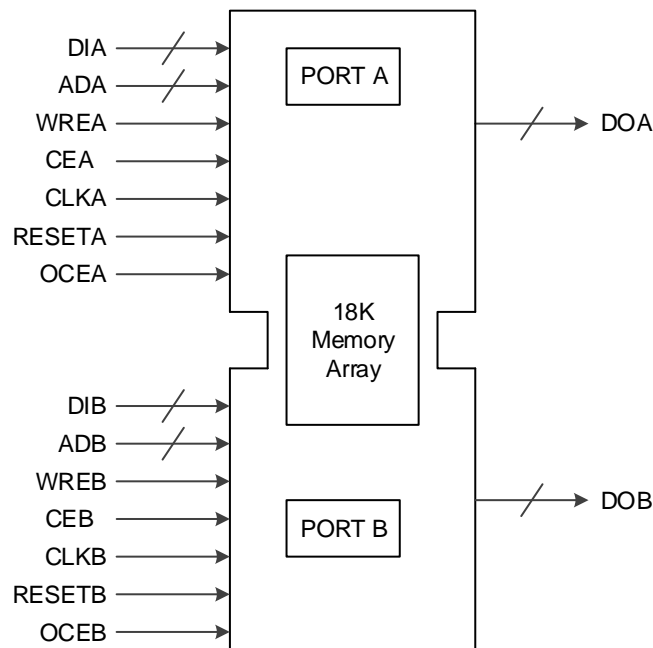 DIA
ADA
WREA
CEA
CLKA
RESETA
OCEA
PORT A
DOA
18K
Memory
Array
DIB
ADB
WREB
CEB
CLKB
RESETB
OCEB
PORT B
DOB